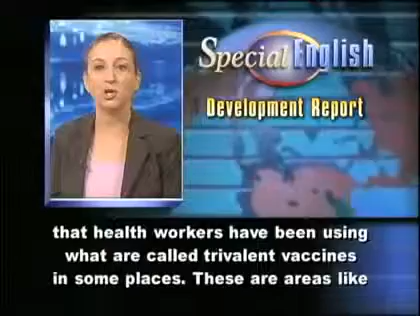 Special English
Development Report
that health workers have been using
what are called trivalent vaccines
in some places. These are areas like